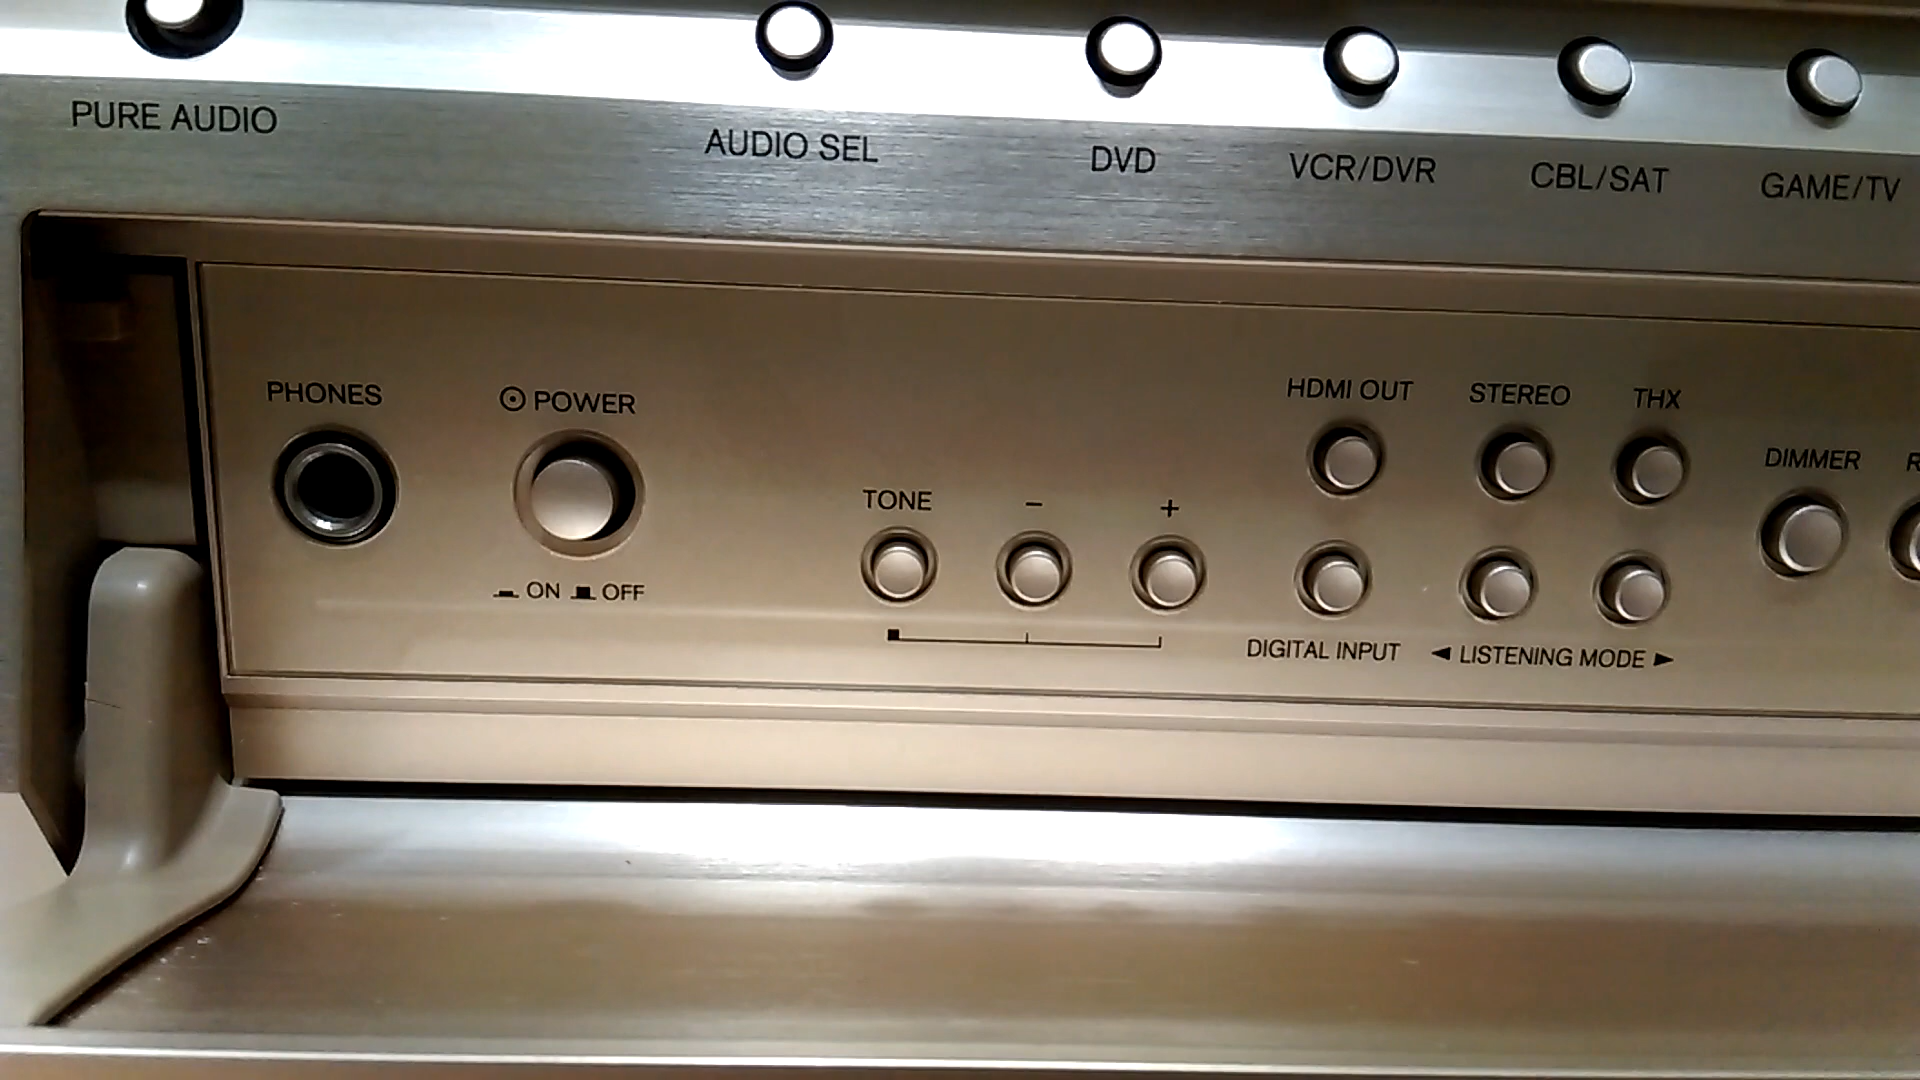 PURE AUDIO
AUDIO SEL
DVD
VCR/DVR
CBL/SAT
GAME/TV
PHONES
POWER
ON OFF
TONE
−
+
HDMI OUT
STEREO
THX
DIMMER
DIGITAL INPUT
◄ LISTENING MODE ►